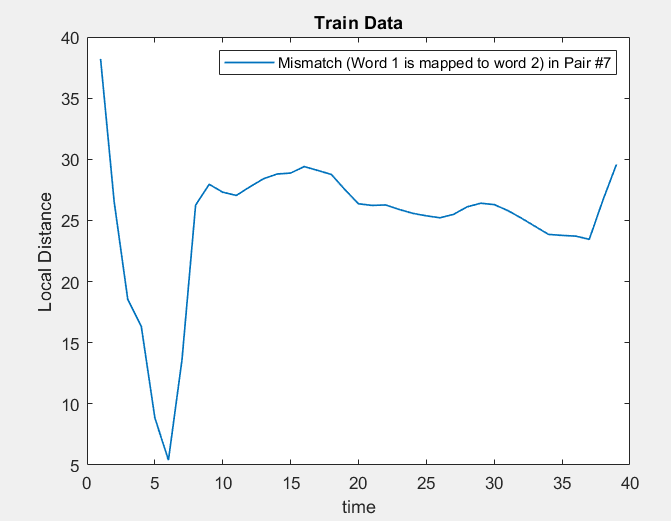 Train Data
Mismatch (Word 1 is mapped to word 2) in Pair #7
40
35
30
25
20
15
10
5
Local Distance
0 5 10 15 20 25 30 35 40
time